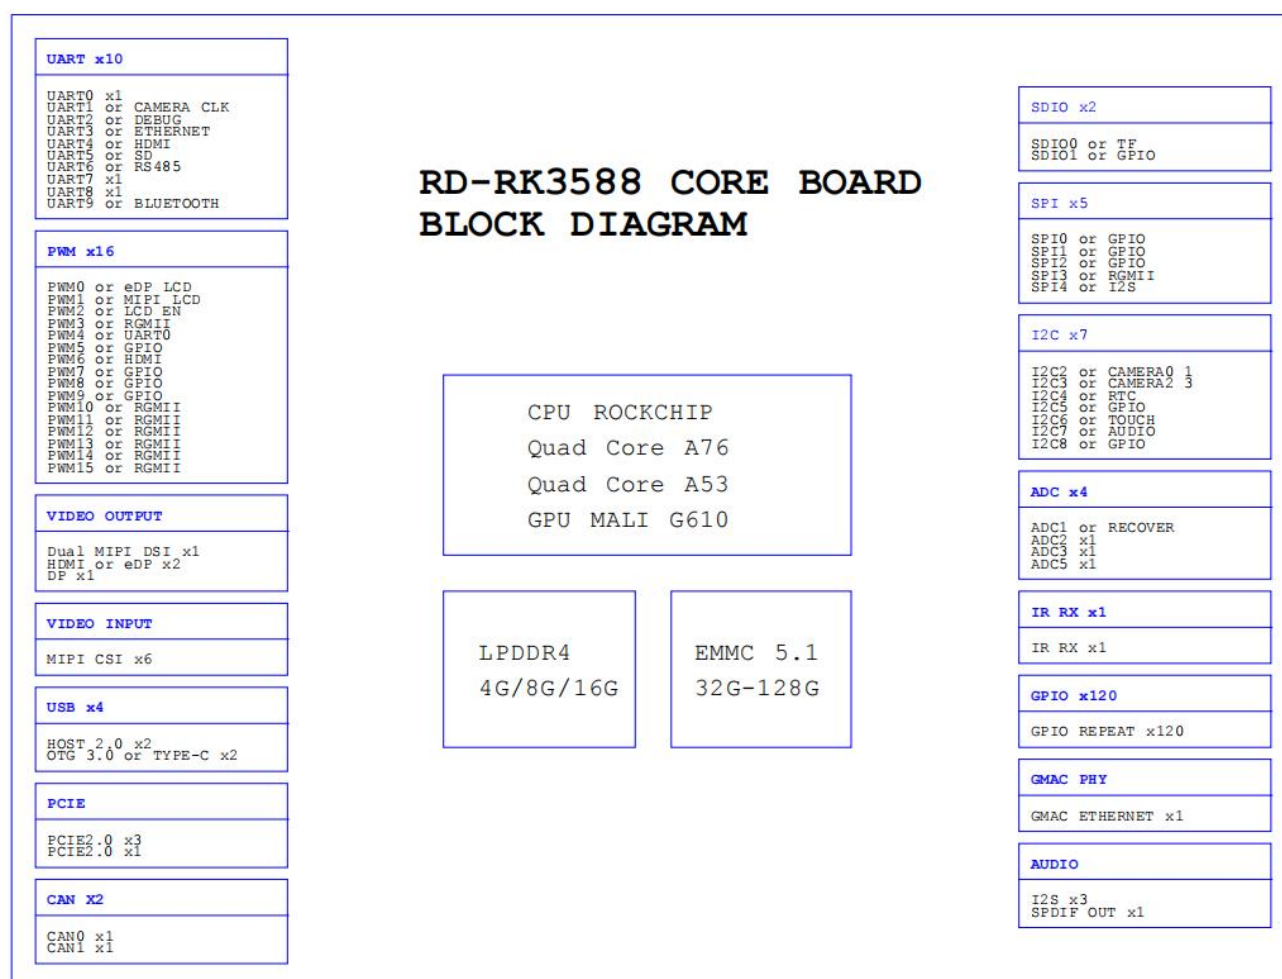 UART x10
UART0 x1
UART1 or CAMERA CLK
UART2 or DEBUG
UART3 or ETHERNET
UART4 or HDMI
UART5 or SD
UART6 or RS485
UART7 x1
UART8 x1
UART9 or BLUETOOTH
PWM x16
PWM0 or eDP LCD
PWM1 or MIPI LCD
PWM2 or LCD EN
PWM3 or RGMII
PWM4 or UART0
PWM5 or GPIO
PWM6 or HDMI
PWM7 or GPIO
PWM8 or GPIO
PWM9 or GPIO
PWM10 or RGMII
PWM11 or RGMII
PWM12 or RGMII
PWM13 or RGMII
PWM14 or RGMII
PWM15 or RGMII
VIDEO OUTPUT
Dual MIPI DSI x1
HDMI or eDP x2
DP x1
VIDEO INPUT
MIPI CSI x6
USB x4
HOST 2.0 x2
OTG 3.0 or TYPE-C x2
PCIE
PCIE2.0 x3
PCIE2.0 x1
CAN X2
CAN0 x1
CAN1 x1
RD-RK3588 CORE BOARD
BLOCK DIAGRAM
CPU ROCKCHIP
Quad Core A76
Quad Core A53
GPU MALI G610
LPDDR4
4G/8G/16G
EMMC 5.1
32G-128G
SDIO x2
SDIO0 or TF
SDIO1 or GPIO
SPI x5
SPI0 or GPIO
SPI1 or GPIO
SPI2 or GPIO
SPI3 or RGMII
SPI4 or I2S
I2C x7
I2C2 or CAMERA0 1
I2C3 or CAMERA2 3
I2C4 or RTC
I2C5 or GPIO
I2C6 or TOUCH
I2C7 or AUDIO
I2C8 or GPIO
ADC x4
ADC1 or RECOVER
ADC2 x1
ADC3 x1
ADC5 x1
IR RX x1
IR RX x1
GPIO x120
GPIO REPEAT x120
GMAC PHY
GMAC ETHERNET x1
AUDIO
I2S x3
SPDIF OUT x1